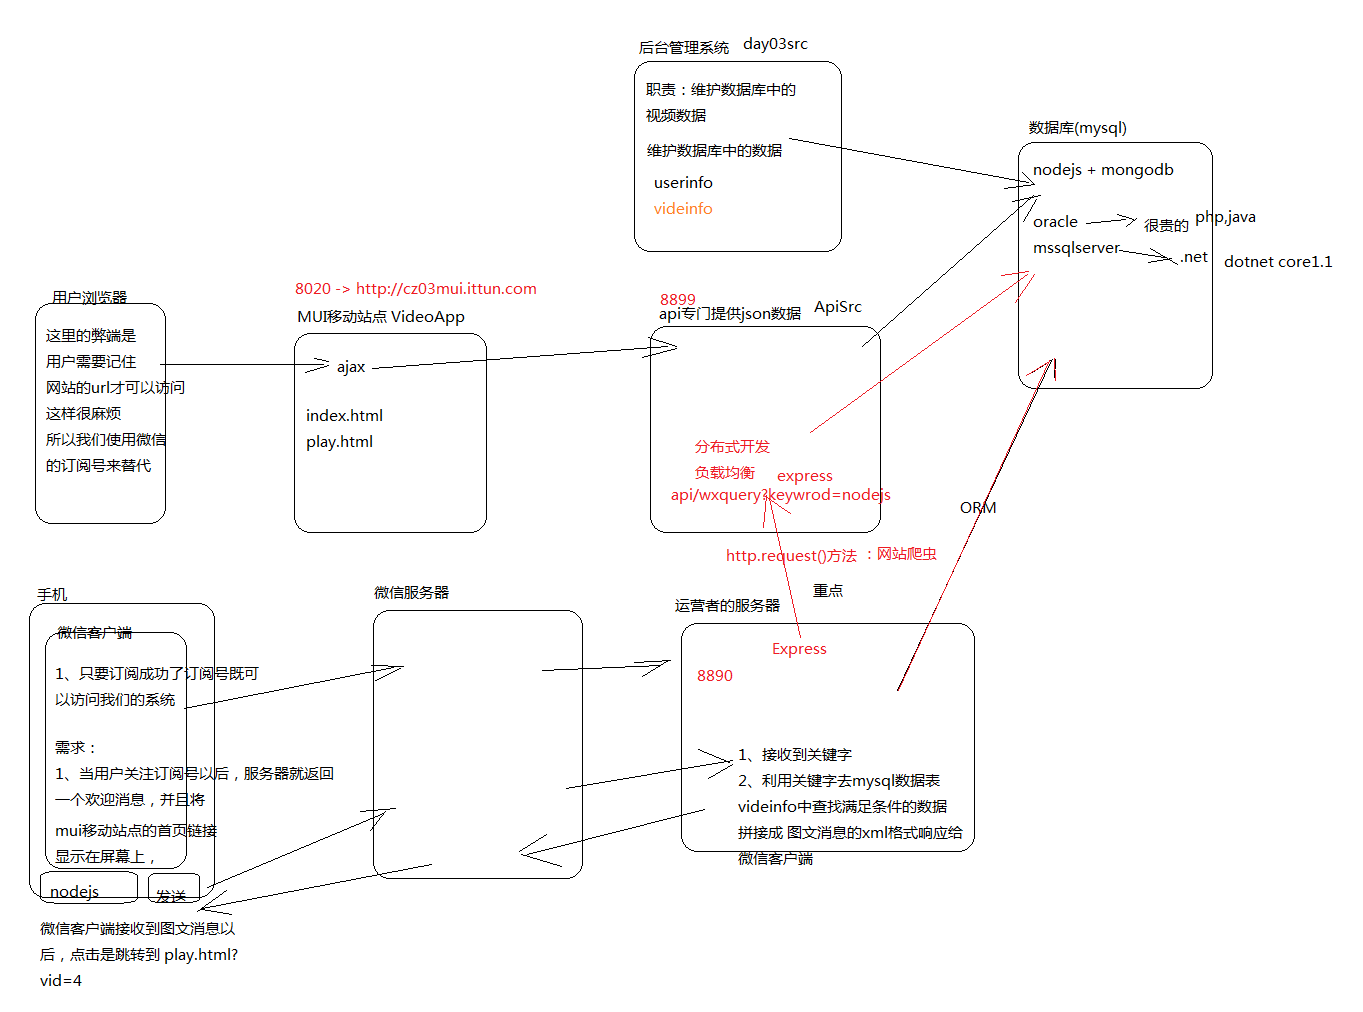 后台管理系统 day03src
职责：维护数据库中的
视频数据
维护数据库中的数据
userinfo
videinfo
数据库(mysql)
nodejs + mongodb
oracle 很贵的 php,java
mssqlserver .net dotnet core1.1
用户浏览器
这里的弊端是
用户需要记住
网站的url才可以访问
这样很麻烦
所以我们使用微信
的订阅号来替代
8020 -> http://cz03mui.ittun.com
MUI移动站点 VideoApp
ajax
index.html
play.html
8899
api专门提供json数据 ApiSrc
分布式开发
负载均衡 express
api/wxquery?keywrod=nodejs
http.request()方法 ：网站爬虫
ORM
重点
手机
微信客户端
1、只要订阅成功了订阅号既可
以访问我们的系统
需求：
1、当用户关注订阅号以后，服务器就返回
一个欢迎消息，并且将
mui移动站点的首页链接
显示在屏幕上，
nodejs 发送
微信客户端接收到图文消息以
后，点击是跳转到 play.html?
vid=4
微信服务器
运营者的服务器
Express
8890
1、接收到关键字
2、利用关键字去mysql数据表
videinfo中查找满足条件的数据
拼接成 图文消息的xml格式响应给
微信客户端